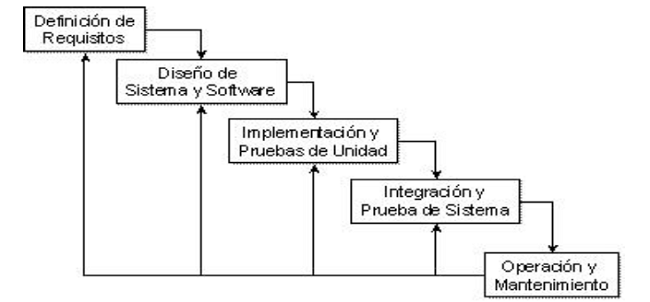 Definición de
Requisitos
Diseño de
Sistema y Software
Implementación y
Pruebas de Unidad
Integración y
Prueba de Sistema
Operación y
Mantenimiento